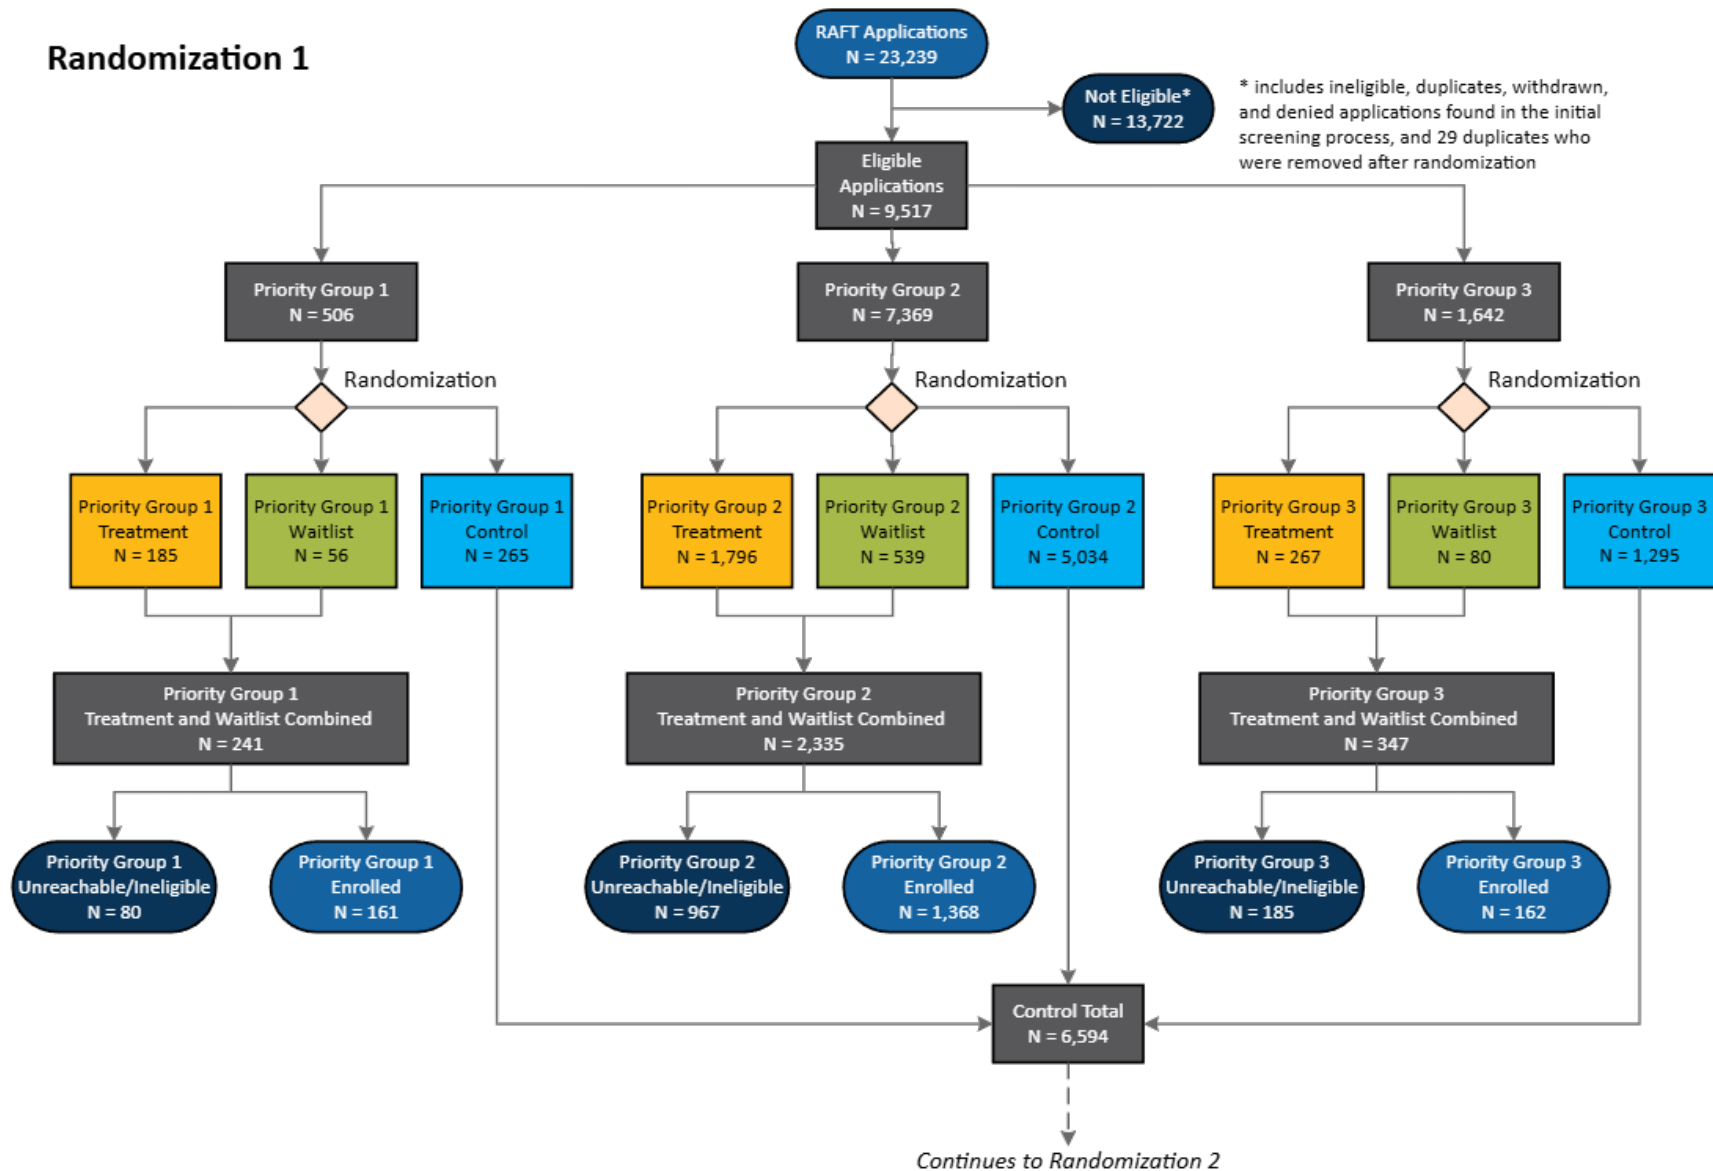 Randomization 1
RAFT Applications
N = 23,239
Not Eligible*
N = 13,722
* includes ineligible, duplicates, withdrawn,
and denied applications found in the initial
screening process, and 29 duplicates who
were removed after randomization
Eligible
Applications
N = 9,517
Priority Group 1
N = 506
Priority Group 2
N = 7,369
Priority Group 3
N = 1,642
Randomization
Randomization
Randomization
Priority Group 1
Treatment
N = 185
Priority Group 1
Waitlist
N = 56
Priority Group 1
Control
N = 265
Priority Group 2
Treatment
N = 1,796
Priority Group 2
Waitlist
N = 539
Priority Group 2
Control
N = 5,034
Priority Group 3
Treatment
N = 267
Priority Group 3
Waitlist
N = 80
Priority Group 3
Control
N = 1,295
Priority Group 1
Treatment and Waitlist Combined
N = 241
Priority Group 2
Treatment and Waitlist Combined
N = 2,335
Priority Group 3
Treatment and Waitlist Combined
N = 347
Priority Group 1
Unreachable/Ineligible
N = 80
Priority Group 1
Enrolled
N = 161
Priority Group 2
Unreachable/Ineligible
N = 967
Priority Group 2
Enrolled
N = 1,368
Priority Group 3
Unreachable/Ineligible
N = 185
Priority Group 3
Enrolled
N = 162
Control Total
N = 6,594
Continues to Randomization 2